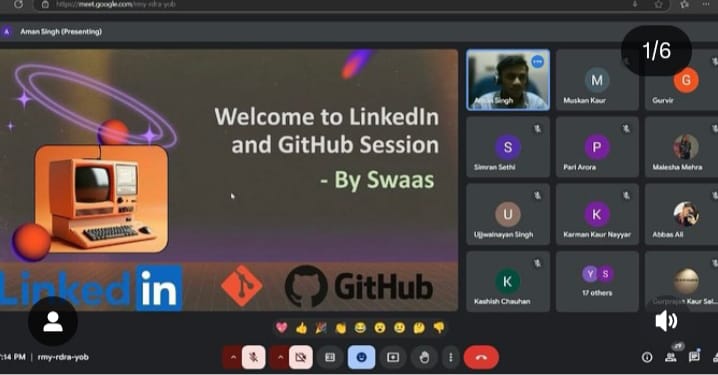 https://meet.google.com/rmy-rdra-yob
A Aman Singh (Presenting)
1/6
Welcome to LinkedIn
and GitHub Session
- By Swaas
Linkedin
GitHub
Aman Singh
M
Muskan Kaur
G
Gurvir
S
Simran Sethi
P
Pari Arora
Malesha Mehra
U
Ujjwalnayan Singh
K
Karman Kaur Nayyar
Abbas Ali
K
Kashish Chauhan
Y S
17 others
Kaur Sal...
:14 PM | rmy-rdra-yob